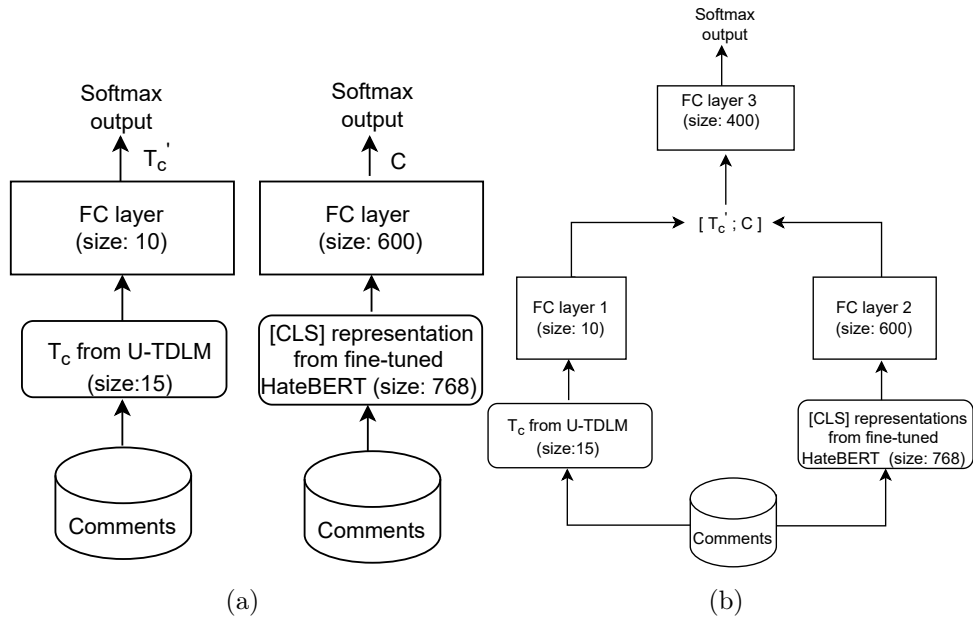 Softmax
output
T_c'
FC layer
(size: 10)
T_c from U-TDLM
(size:15)
Comments
Softmax
output
C
FC layer
(size: 600)
[CLS] representation
from fine-tuned
HateBERT (size: 768)
Comments
(a)
Softmax
output
FC layer 3
(size: 400)
[ T_c' ; C ]
FC layer 1
(size: 10)
FC layer 2
(size: 600)
T_c from U-TDLM
(size:15)
[CLS] representations
from fine-tuned
HateBERT (size: 768)
Comments
(b)